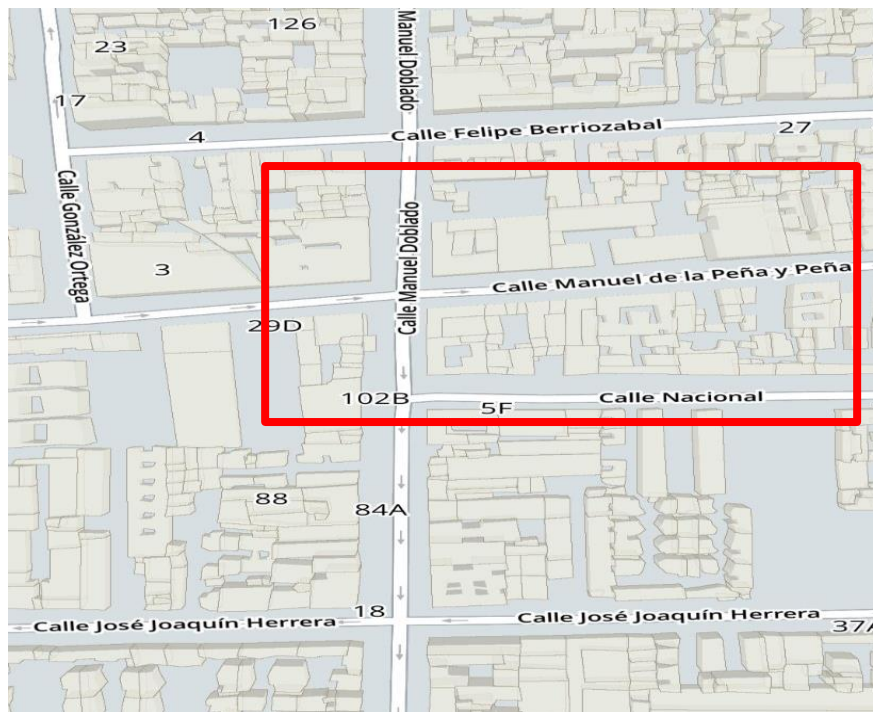 126
Manuel Doblado
23
17
4
Calle Felipe Berriozabal
27
Calle González Ortega
Calle Manuel Doblado
3
Calle Manuel de la Peña y Peña
29D
102B
5F
Calle Nacional
88
84A
18
Calle José Joaquín Herrera
Calle José Joaquín Herrera
37A